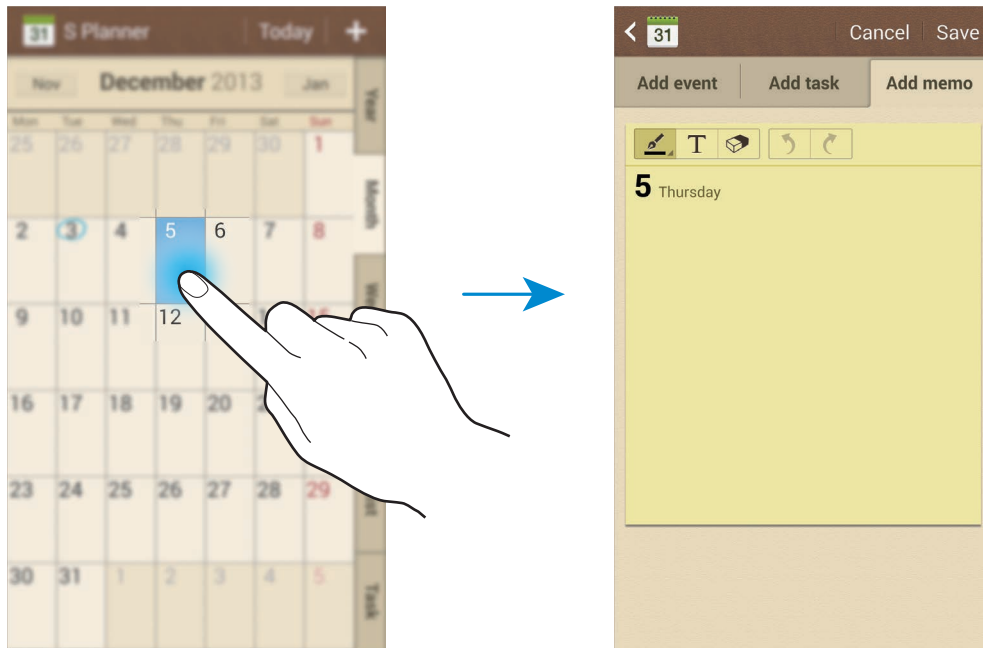 31 S Planner Today +
Nov December 2013 Jan
Mon Tue Wed Thu Fri Sat Sun
25 26 27 28 29 30 1
2 3 4 5 6 7 8
9 10 11 12
16 17 18 19 20
23 24 25 26 27 28 29
30 31 1 2 3 4 5
Year
Month
Task
31 Cancel Save
Add event Add task Add memo
T
5 Thursday